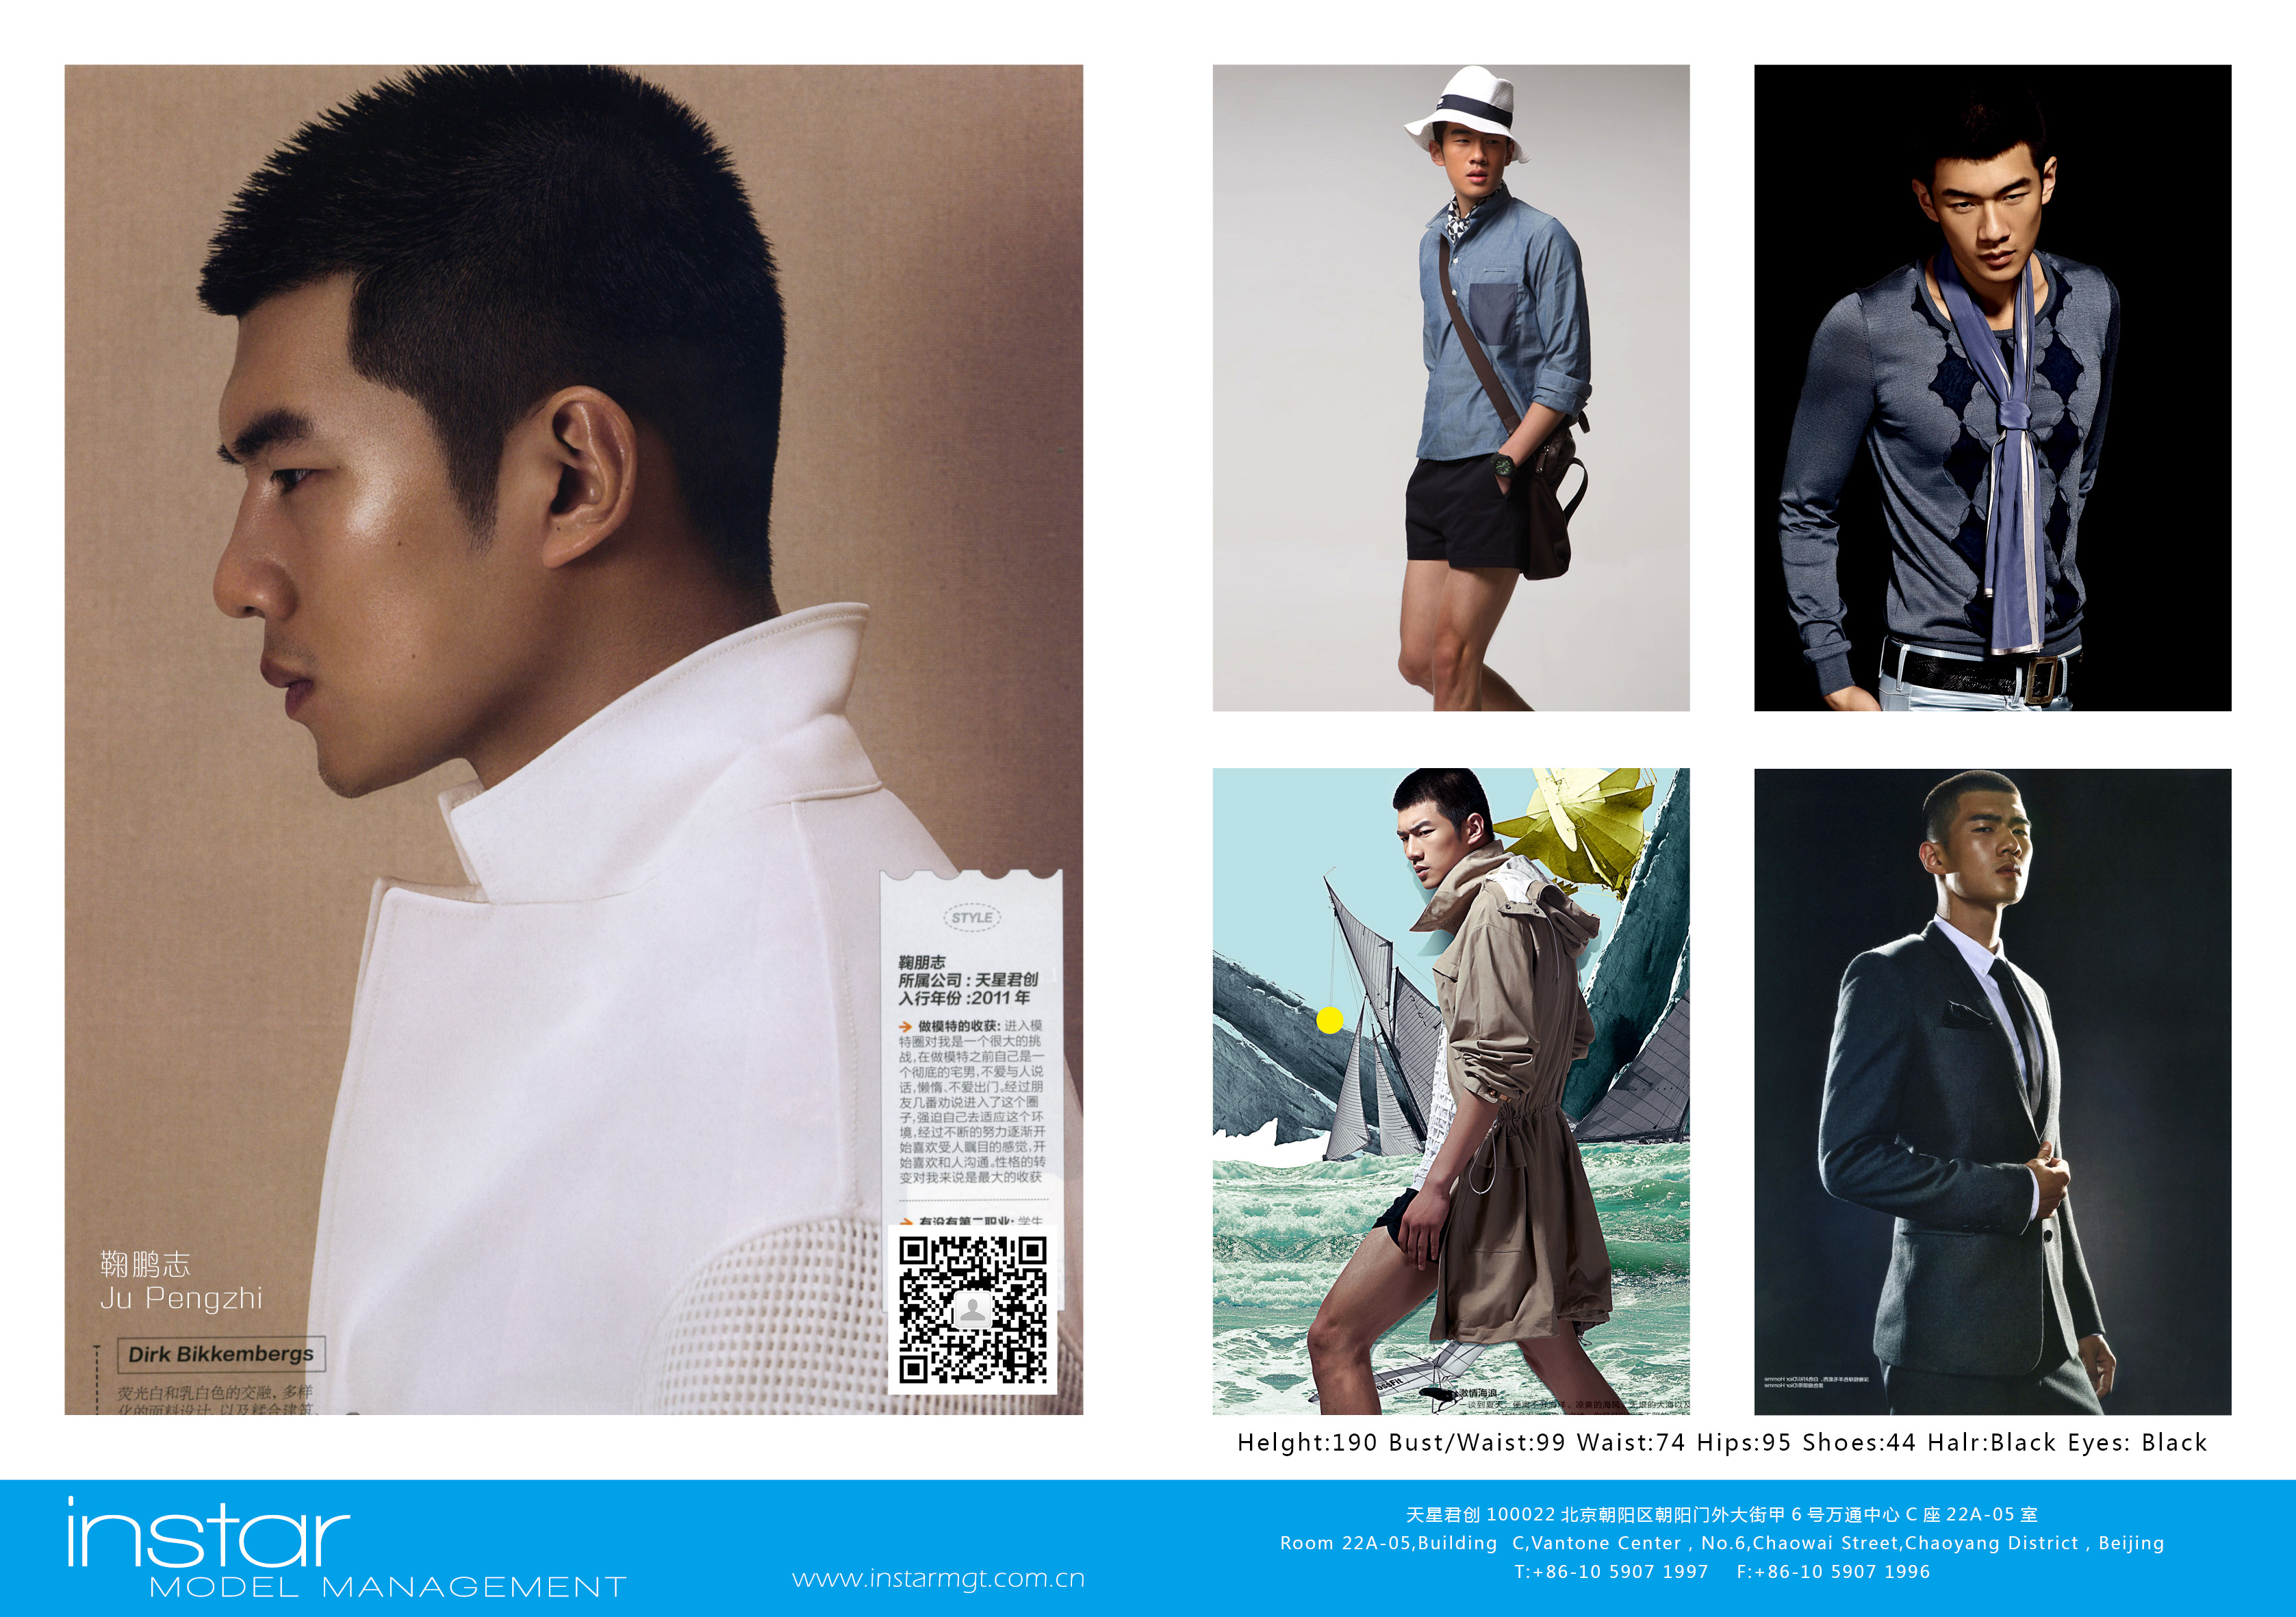 STYLE
鞠朋志
所属公司：天星君创
入行年份：2011 年
做模特的收获: 进入模
特圈对我是一个很大的挑
战,在做模特之前自己是一
个彻底的宅男,不爱与人说
话,懒惰、不爱出门。经过朋
友几番劝说进入了这个圈
子,强迫自己去适应这个环
境,经过不断的努力逐渐开
始喜欢受人瞩目的感觉,开
始喜欢和人沟通。性格的转
变对我来说是最大的收获
有没有第二职业: 学生
鞠鹏志
Ju Pengzhi
Dirk Bikkembergs
荧光白和乳白色的交融, 多样
化的面料设计, 以及糅合建筑、
激情海浪
Helght:190 Bust/Waist:99 Waist:74 Hips:95 Shoes:44 Halr:Black Eyes: Black
instar
MODEL MANAGEMENT
www.instarmgt.com.cn
天星君创 100022 北京朝阳区朝阳门外大街甲 6 号万通中心 C 座 22A-05 室
Room 22A-05,Building C,Vantone Center , No.6,Chaowai Street,Chaoyang District , Beijing
T:+86-10 5907 1997 F:+86-10 5907 1996